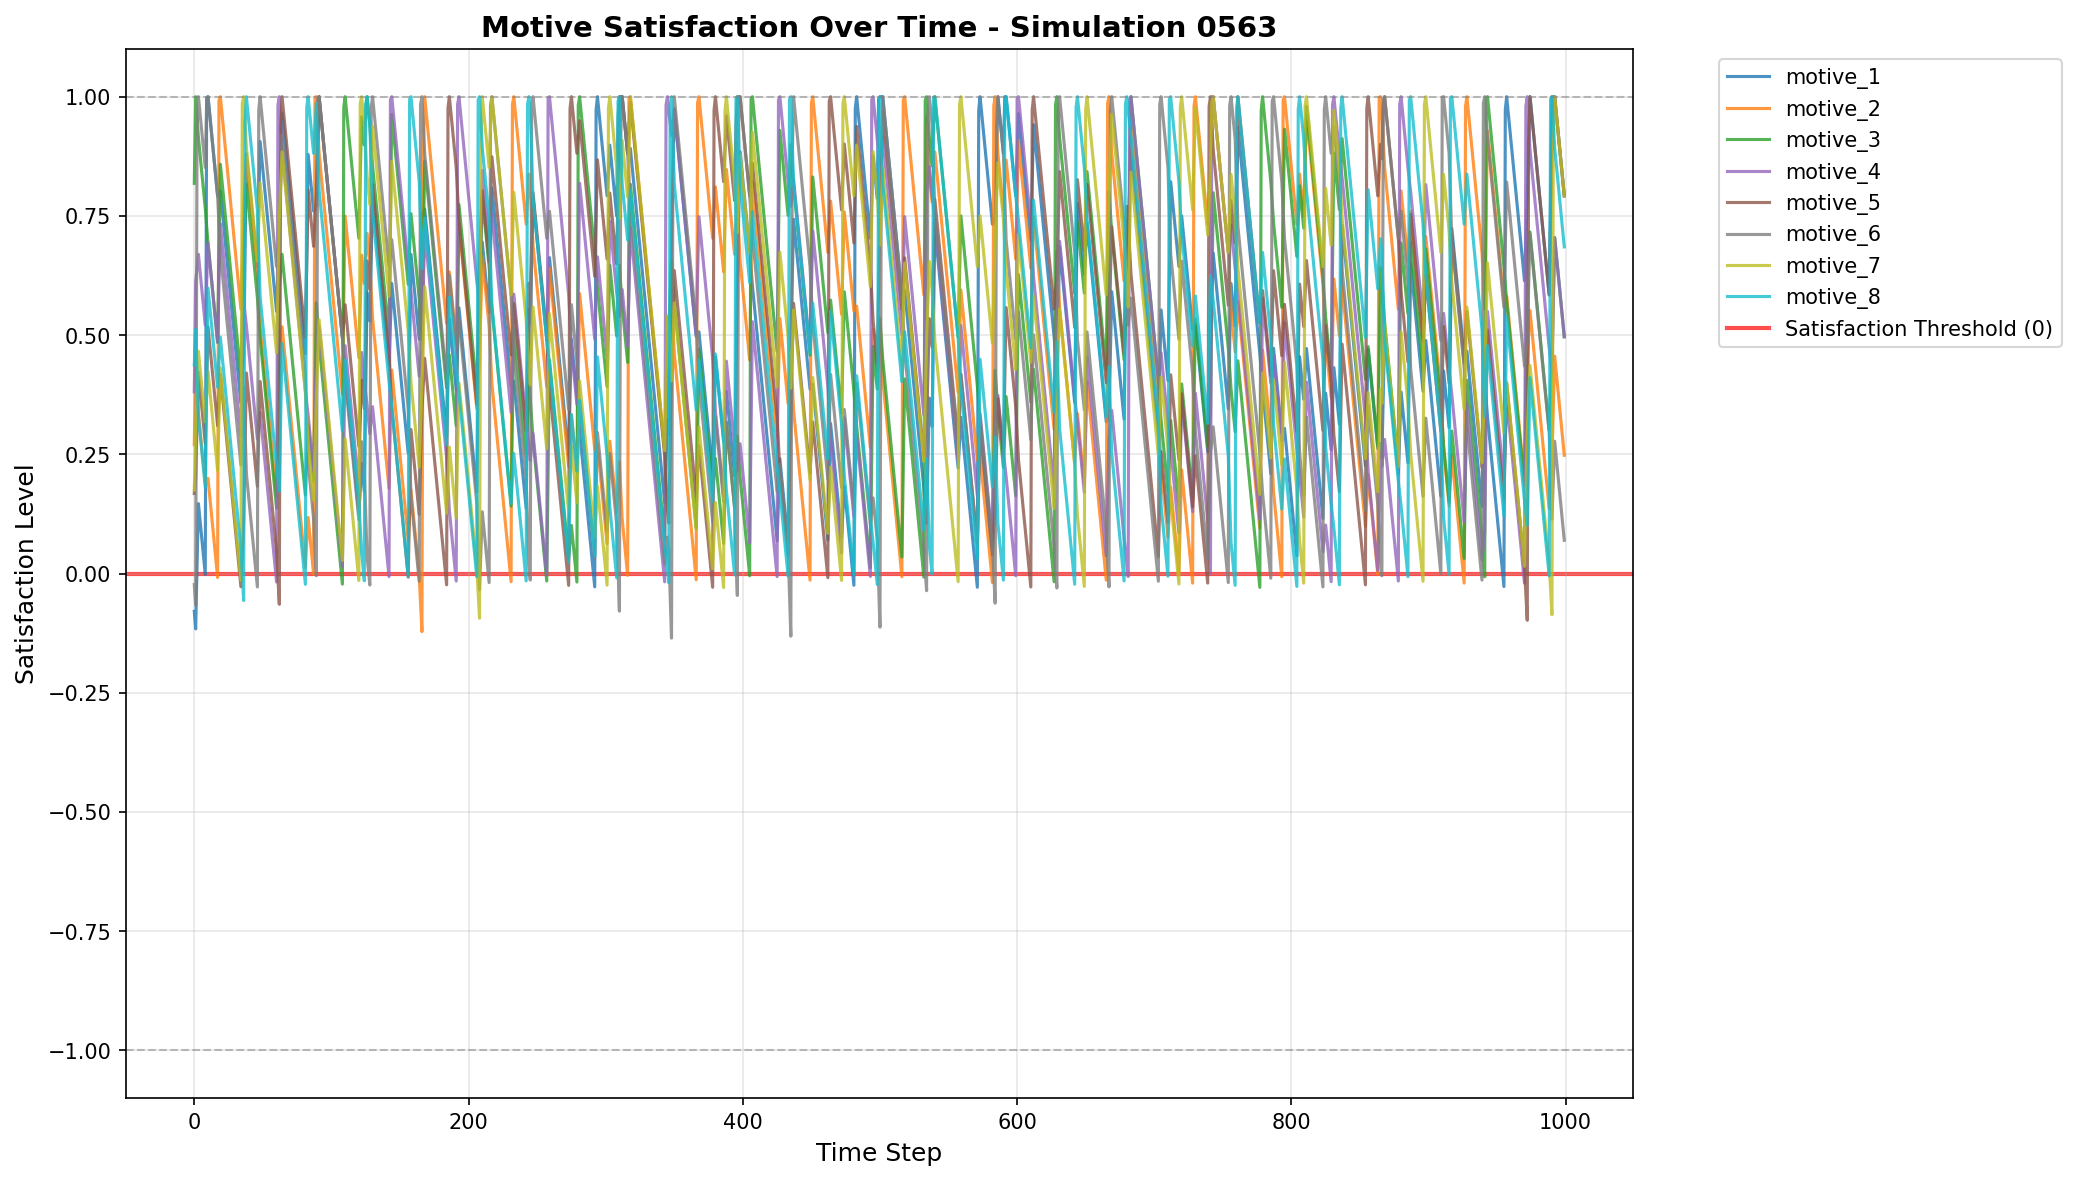 Motive Satisfaction Over Time - Simulation 0563
1.00
0.75
0.50
0.25
0.00
−0.25
−0.50
−0.75
−1.00
Satisfaction Level
0
200
400
600
800
1000
Time Step
motive_1
motive_2
motive_3
motive_4
motive_5
motive_6
motive_7
motive_8
Satisfaction Threshold (0)